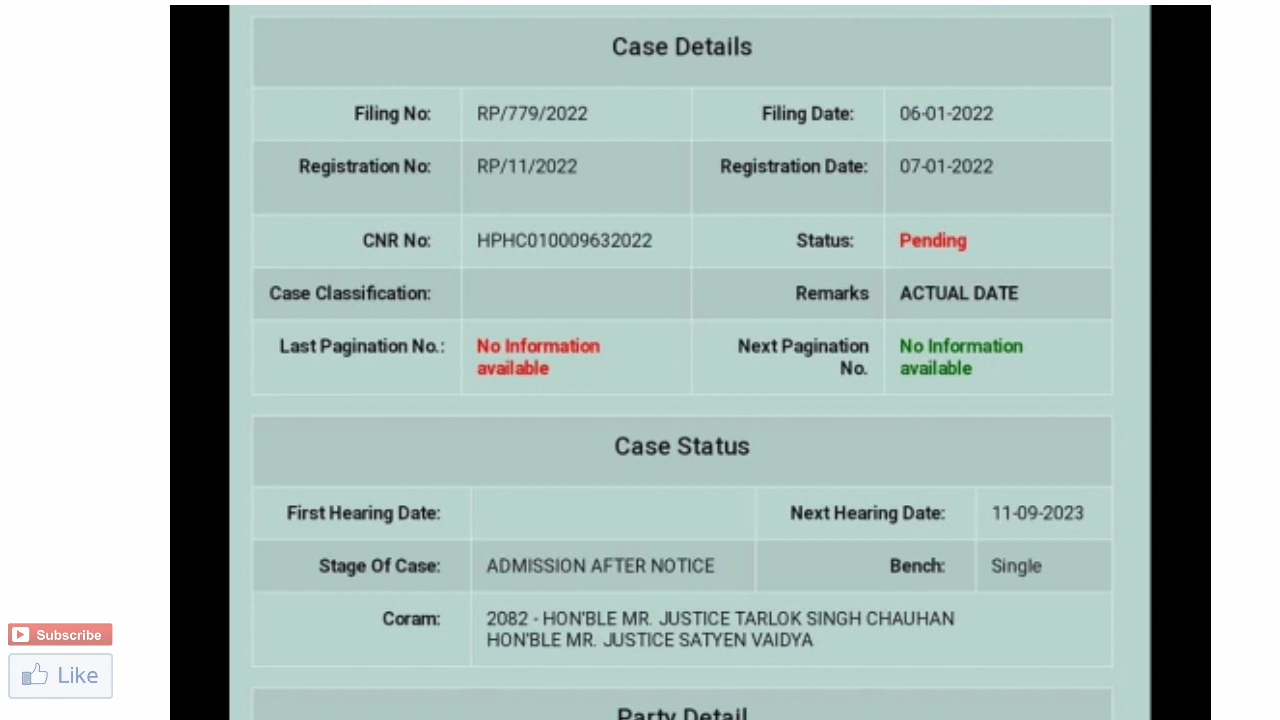 Case Details
Filing No: RP/779/2022 Filing Date: 06-01-2022
Registration No: RP/11/2022 Registration Date: 07-01-2022
CNR No: HPHC010009632022 Status: Pending
Case Classification: Remarks ACTUAL DATE
Last Pagination No.: No Information Next Pagination No Information
available No. available
Case Status
First Hearing Date: Next Hearing Date: 11-09-2023
Stage Of Case: ADMISSION AFTER NOTICE Bench: Single
Coram: 2082 - HON'BLE MR. JUSTICE TARLOK SINGH CHAUHAN
HON'BLE MR. JUSTICE SATYEN VAIDYA
Subscribe
Like
Party Detail